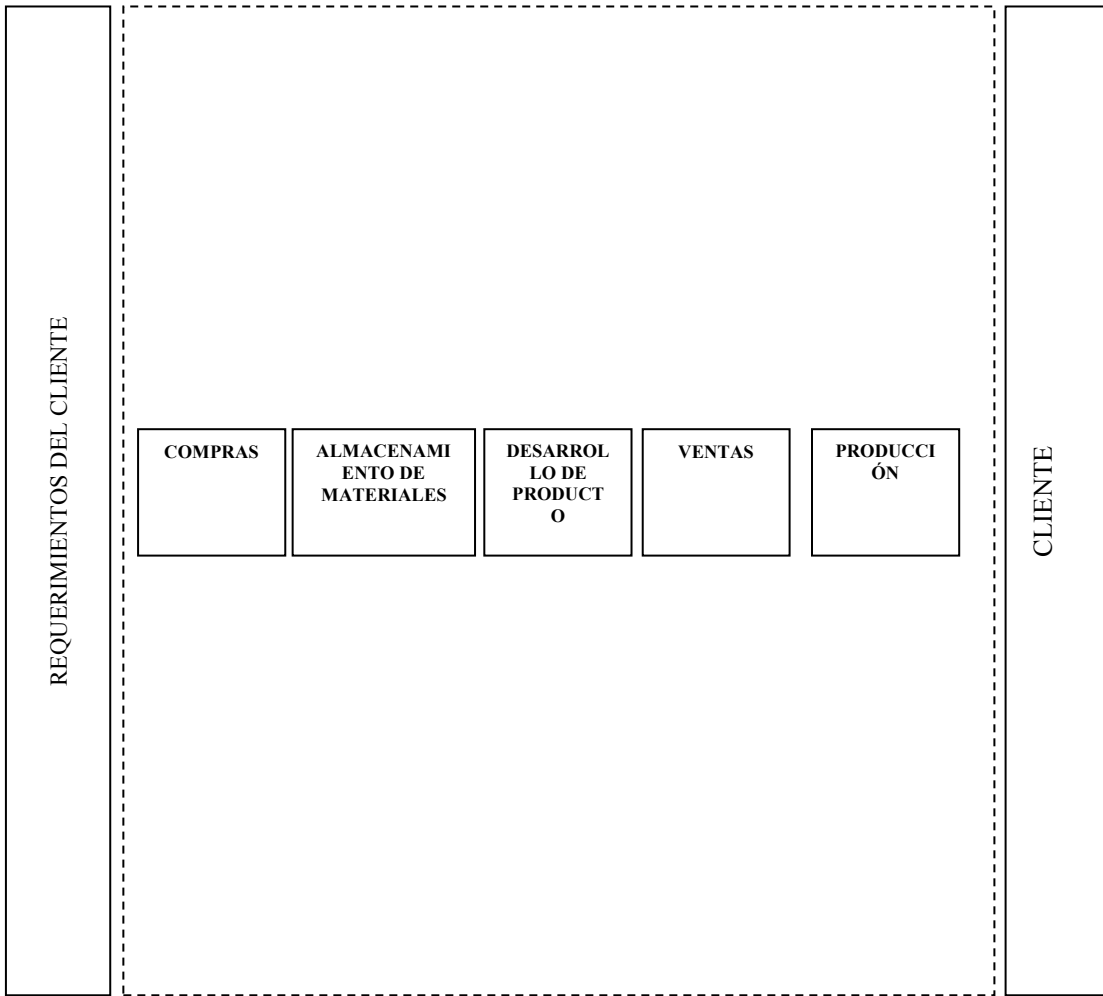 REQUERIMIENTOS DEL CLIENTE
COMPRAS
ALMACENAMI
ENTO DE
MATERIALES
DESARROL
LO DE
PRODUCT
O
VENTAS
PRODUCCI
ÓN
CLIENTE